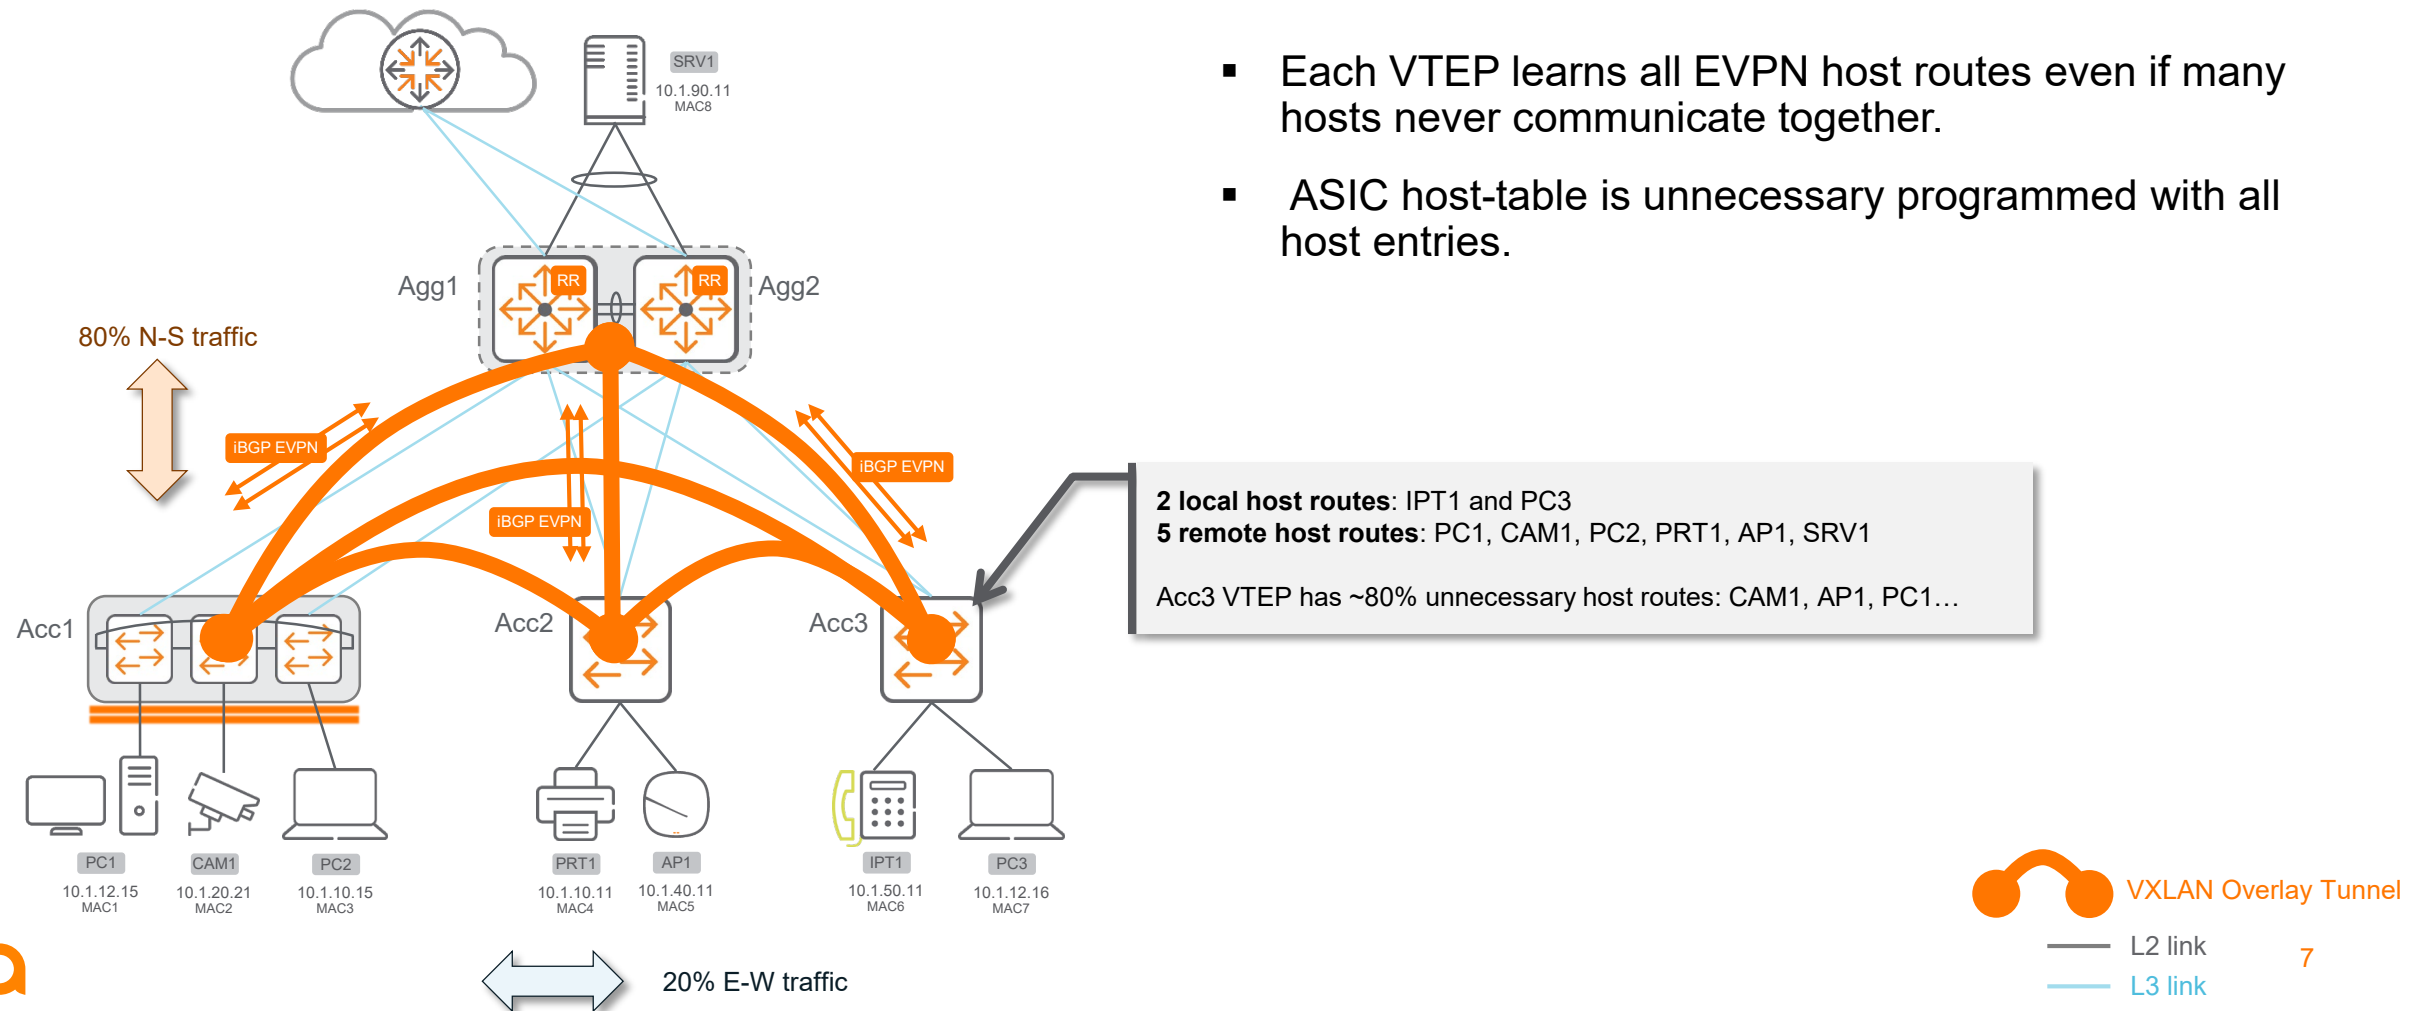 SRV1
10.1.90.11
MAC8
▪ Each VTEP learns all EVPN host routes even if many
hosts never communicate together.
▪ ASIC host-table is unnecessary programmed with all
host entries.
Agg1
RR
RR
Agg2
80% N-S traffic
iBGP EVPN
iBGP EVPN
iBGP EVPN
2 local host routes: IPT1 and PC3
5 remote host routes: PC1, CAM1, PC2, PRT1, AP1, SRV1
Acc3 VTEP has ~80% unnecessary host routes: CAM1, AP1, PC1…
Acc1
Acc2
Acc3
PC1
10.1.12.15
MAC1
CAM1
10.1.20.21
MAC2
PC2
10.1.10.15
MAC3
PRT1
10.1.10.11
MAC4
AP1
10.1.40.11
MAC5
IPT1
10.1.50.11
MAC6
PC3
10.1.12.16
MAC7
20% E-W traffic
VXLAN Overlay Tunnel
L2 link
L3 link
7